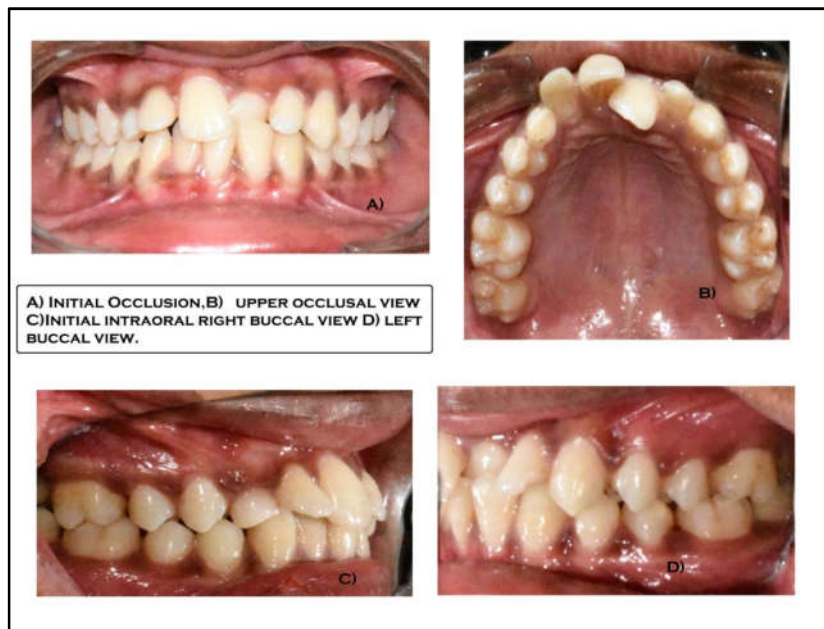 A)
B)
A) INITIAL OCCLUSION,B) UPPER OCCLUSAL VIEW
C)INITIAL INTRAORAL RIGHT BUCCAL VIEW D) LEFT
BUCCAL VIEW.
C)
D)